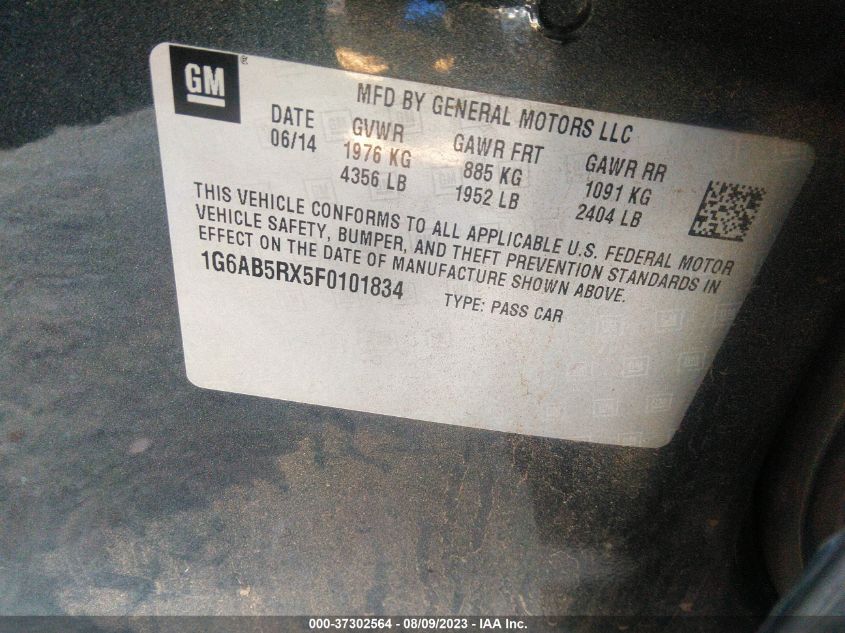 GM®
MFD BY GENERAL MOTORS LLC
DATE GVWR GAWR FRT GAWR RR
06/14 1976 KG 885 KG 1091 KG
4356 LB 1952 LB 2404 LB
THIS VEHICLE CONFORMS TO ALL APPLICABLE U.S. FEDERAL MOTOR
VEHICLE SAFETY, BUMPER, AND THEFT PREVENTION STANDARDS IN
EFFECT ON THE DATE OF MANUFACTURE SHOWN ABOVE.
1G6AB5RX5F0101834 TYPE: PASS CAR
000-37302564 - 08/09/2023 - IAA Inc.